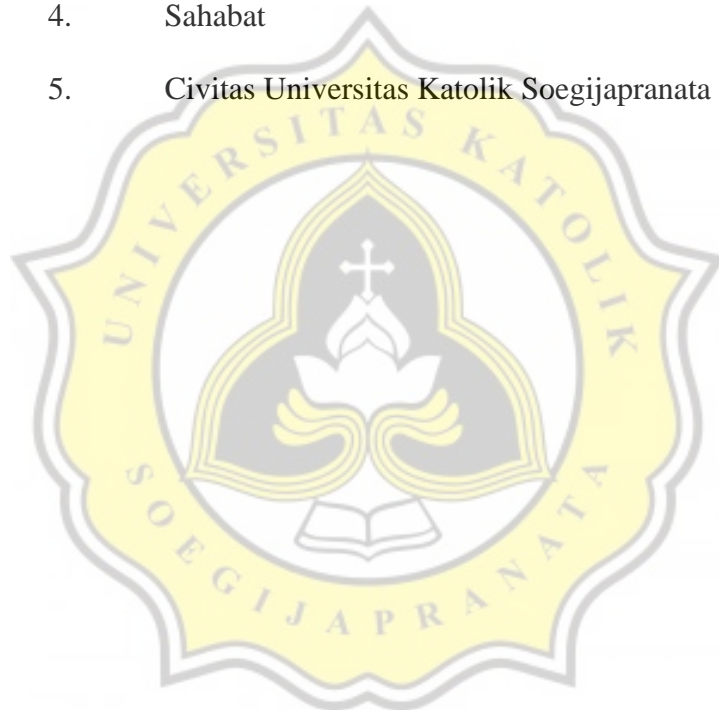 4. Sahabat
5. Civitas Universitas Katolik Soegijapranata
UNIVERSITAS KATOLIK
SOEGIJAPRANATA